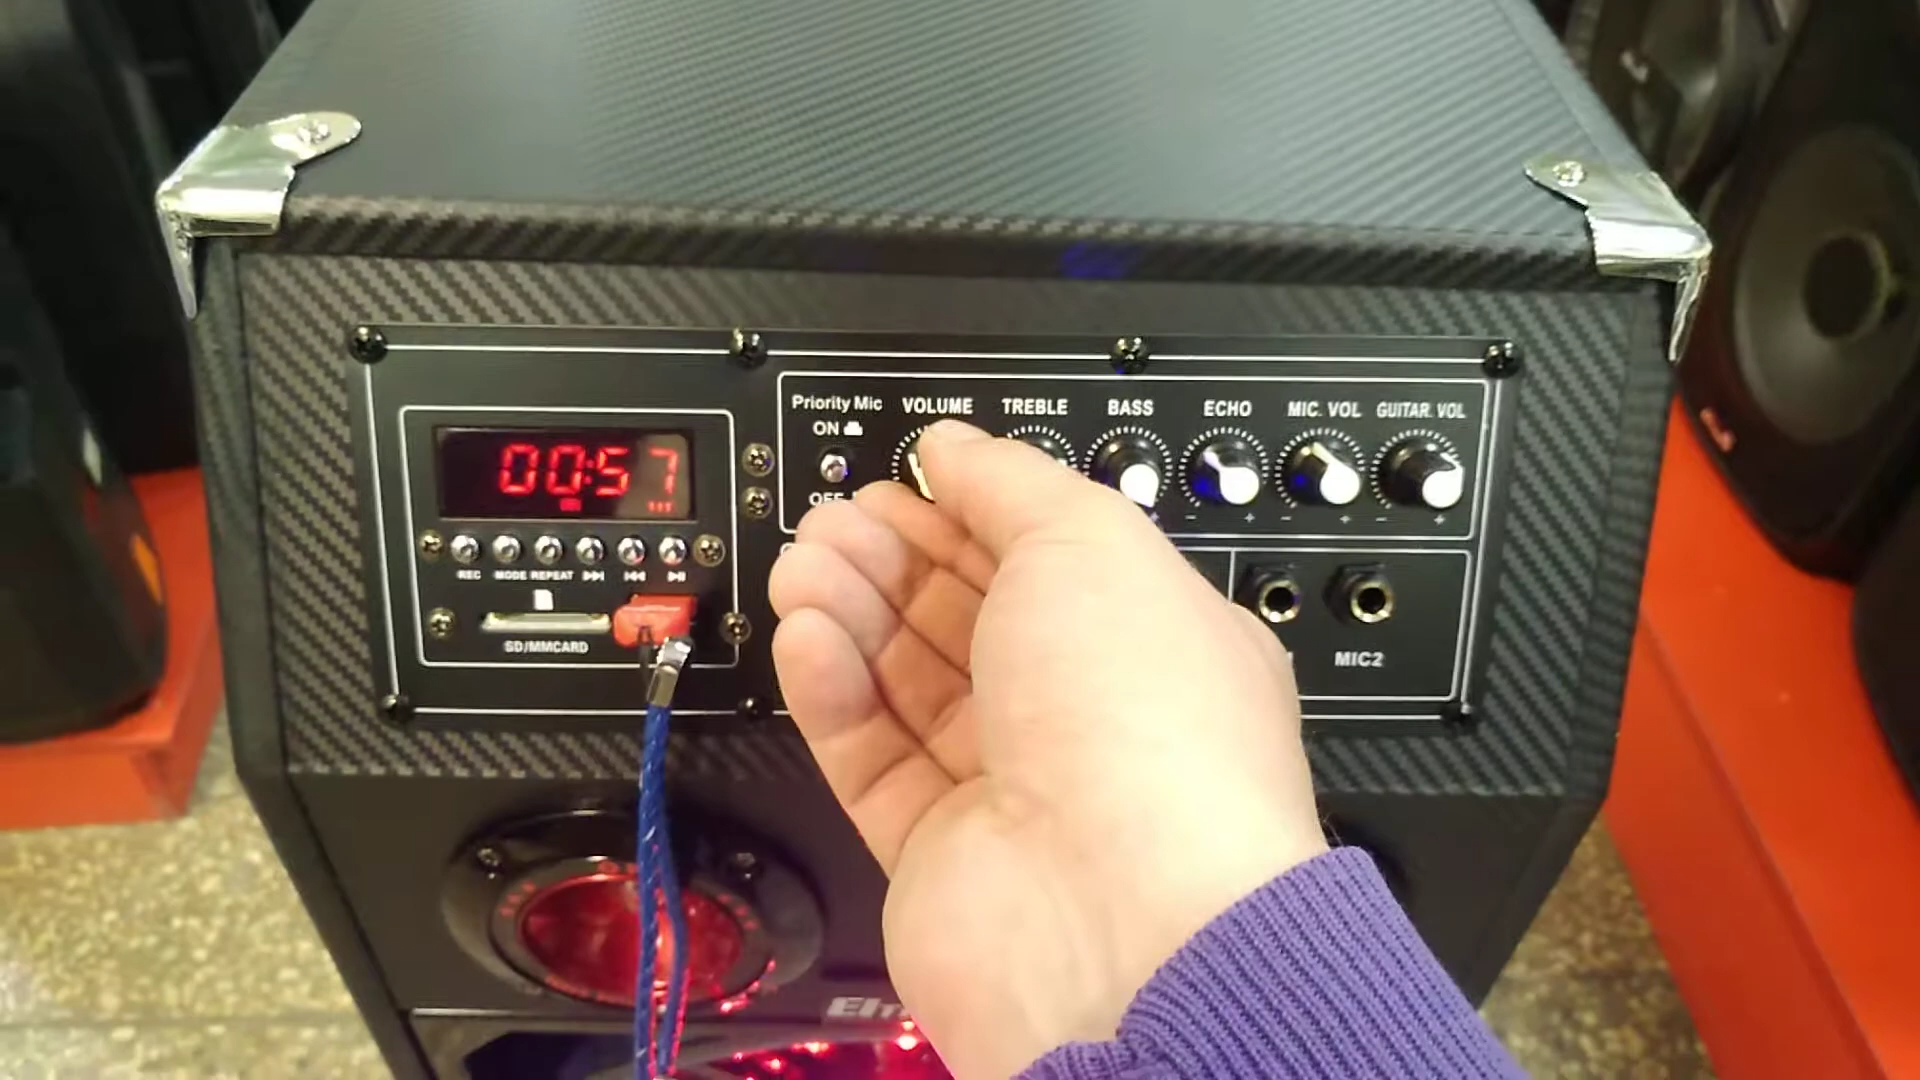 Priority Mic
ON
OFF
VOLUME
TREBLE
BASS
ECHO
MIC. VOL
GUITAR. VOL
00:57
REC
MODE
REPEAT
SD/MMCARD
MIC2